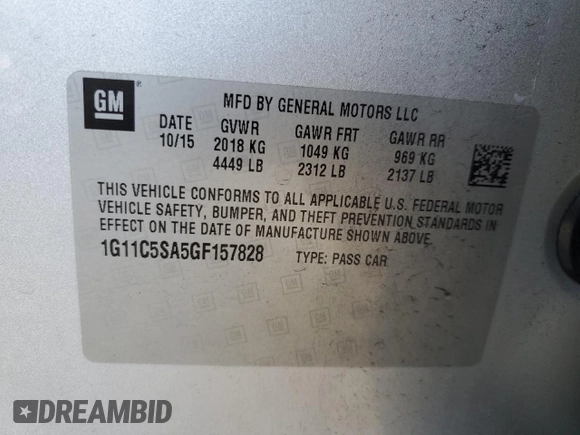 GM
®
MFD BY GENERAL MOTORS LLC
DATE GVWR GAWR FRT GAWR RR
10/15 2018 KG 1049 KG 969 KG
4449 LB 2312 LB 2137 LB
THIS VEHICLE CONFORMS TO ALL APPLICABLE U.S. FEDERAL MOTOR
VEHICLE SAFETY, BUMPER, AND THEFT PREVENTION STANDARDS IN
EFFECT ON THE DATE OF MANUFACTURE SHOWN ABOVE.
1G11C5SA5GF157828 TYPE: PASS CAR
DREAMBID